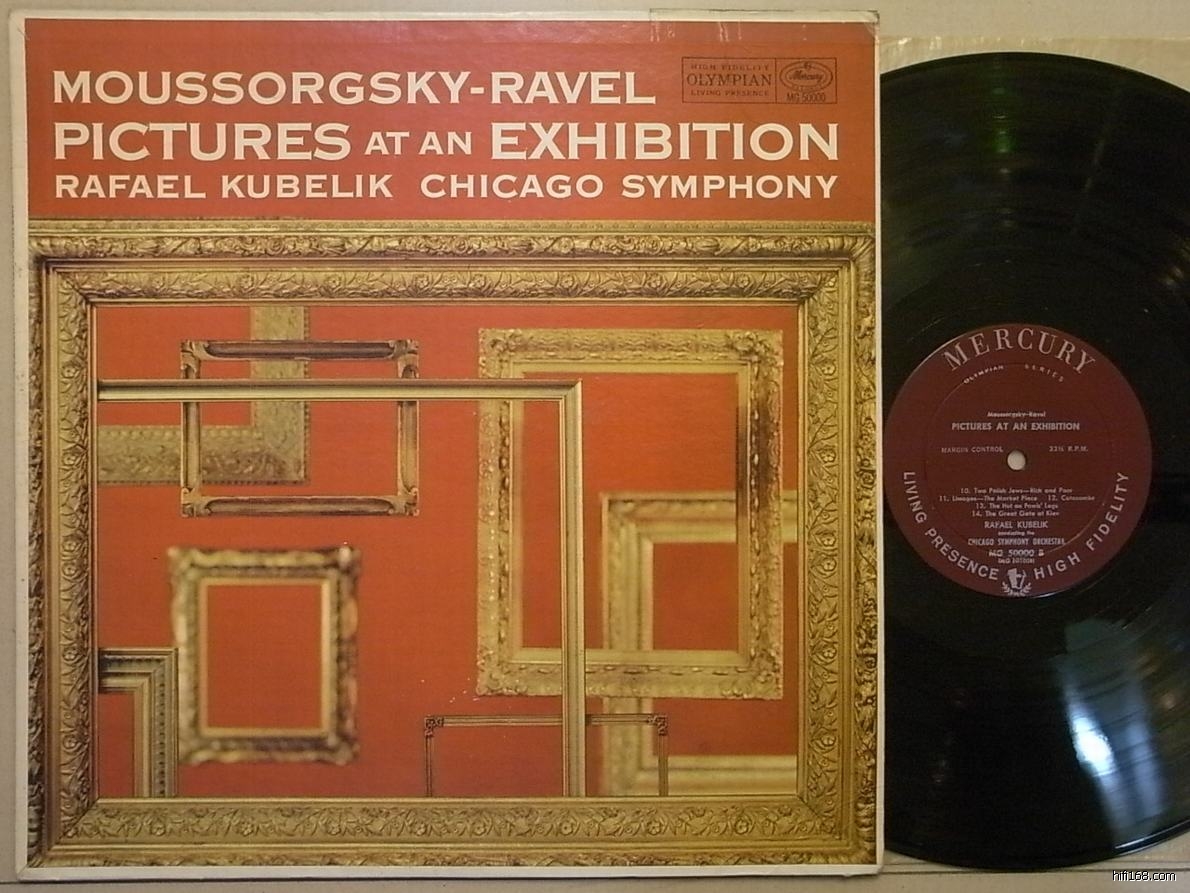 MOUSSORGSKY-RAVEL
PICTURES AT AN EXHIBITION
RAFAEL KUBELIK CHICAGO SYMPHONY
HIGH FIDELITY
OLYMPIAN
LIVING PRESENCE
Mercury
MG 50000
MERCURY
OLYMPIAN SERIES
Moussorgsky-Ravel
PICTURES AT AN EXHIBITION
MARGIN CONTROL 33⅓ R.P.M.
10. Two Polish Jews—Rich and Poor
11. Limoges—The Market Place 12. Catacombs
13. The Hut on Fowls' Legs
14. The Great Gate at Kiev
RAFAEL KUBELIK
conducting the
CHICAGO SYMPHONY ORCHESTRA
MG 50000 B
LIVING PRESENCE HIGH FIDELITY
hifi168.com